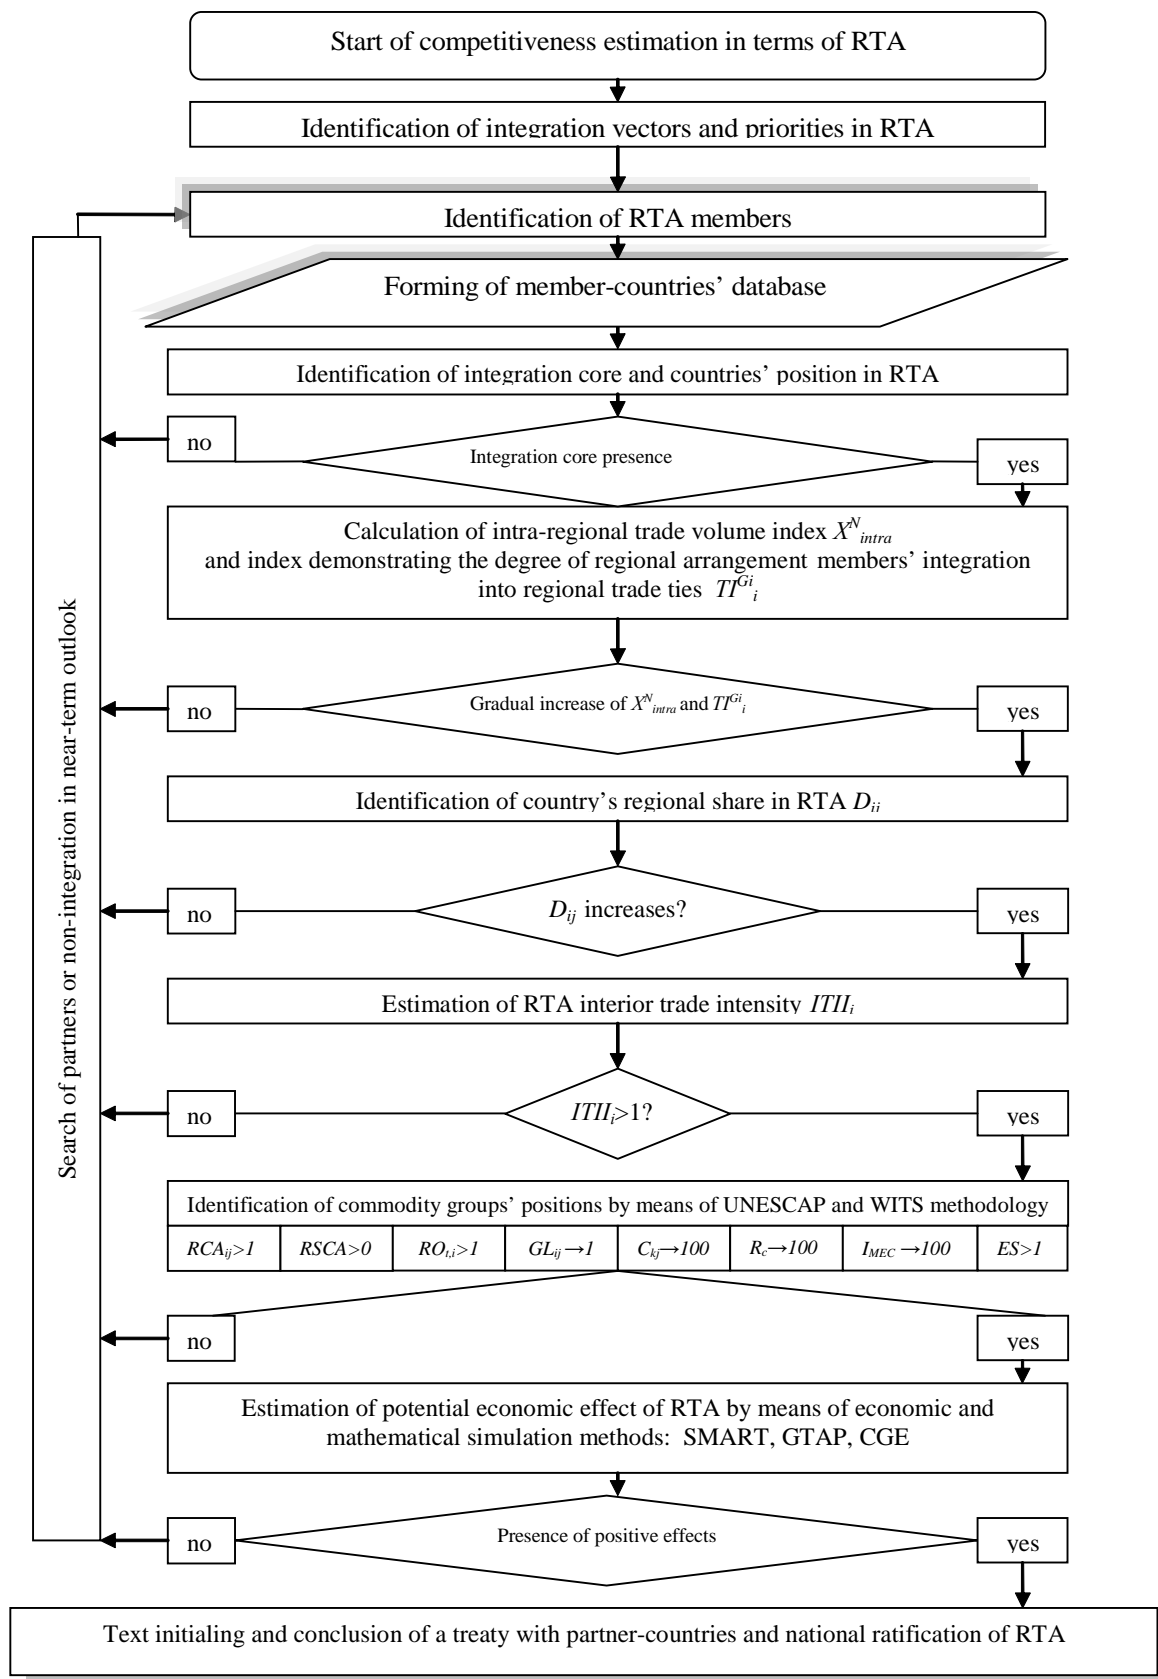 Start of competitiveness estimation in terms of RTA
Identification of integration vectors and priorities in RTA
Identification of RTA members
Forming of member-countries’ database
Identification of integration core and countries’ position in RTA
no
Integration core presence
yes
Calculation of intra-regional trade volume index X^N_intra
and index demonstrating the degree of regional arrangement members’ integration
into regional trade ties TI^Gi_i
no
Gradual increase of X^N_intra and TI^Gi_i
yes
Identification of country’s regional share in RTA D_ij
no
D_ij increases?
yes
Estimation of RTA interior trade intensity ITII_i
no
ITII_i>1?
yes
Identification of commodity groups’ positions by means of UNESCAP and WITS methodology
RCA_ij>1 RSCA>0 RO_t,i>1 GL_ij→1 C_kj→100 R_c→100 I_MEC→100 ES>1
no
yes
Estimation of potential economic effect of RTA by means of economic and
mathematical simulation methods: SMART, GTAP, CGE
no
Presence of positive effects
yes
Text initialing and conclusion of a treaty with partner-countries and national ratification of RTA
Search of partners or non-integration in near-term outlook